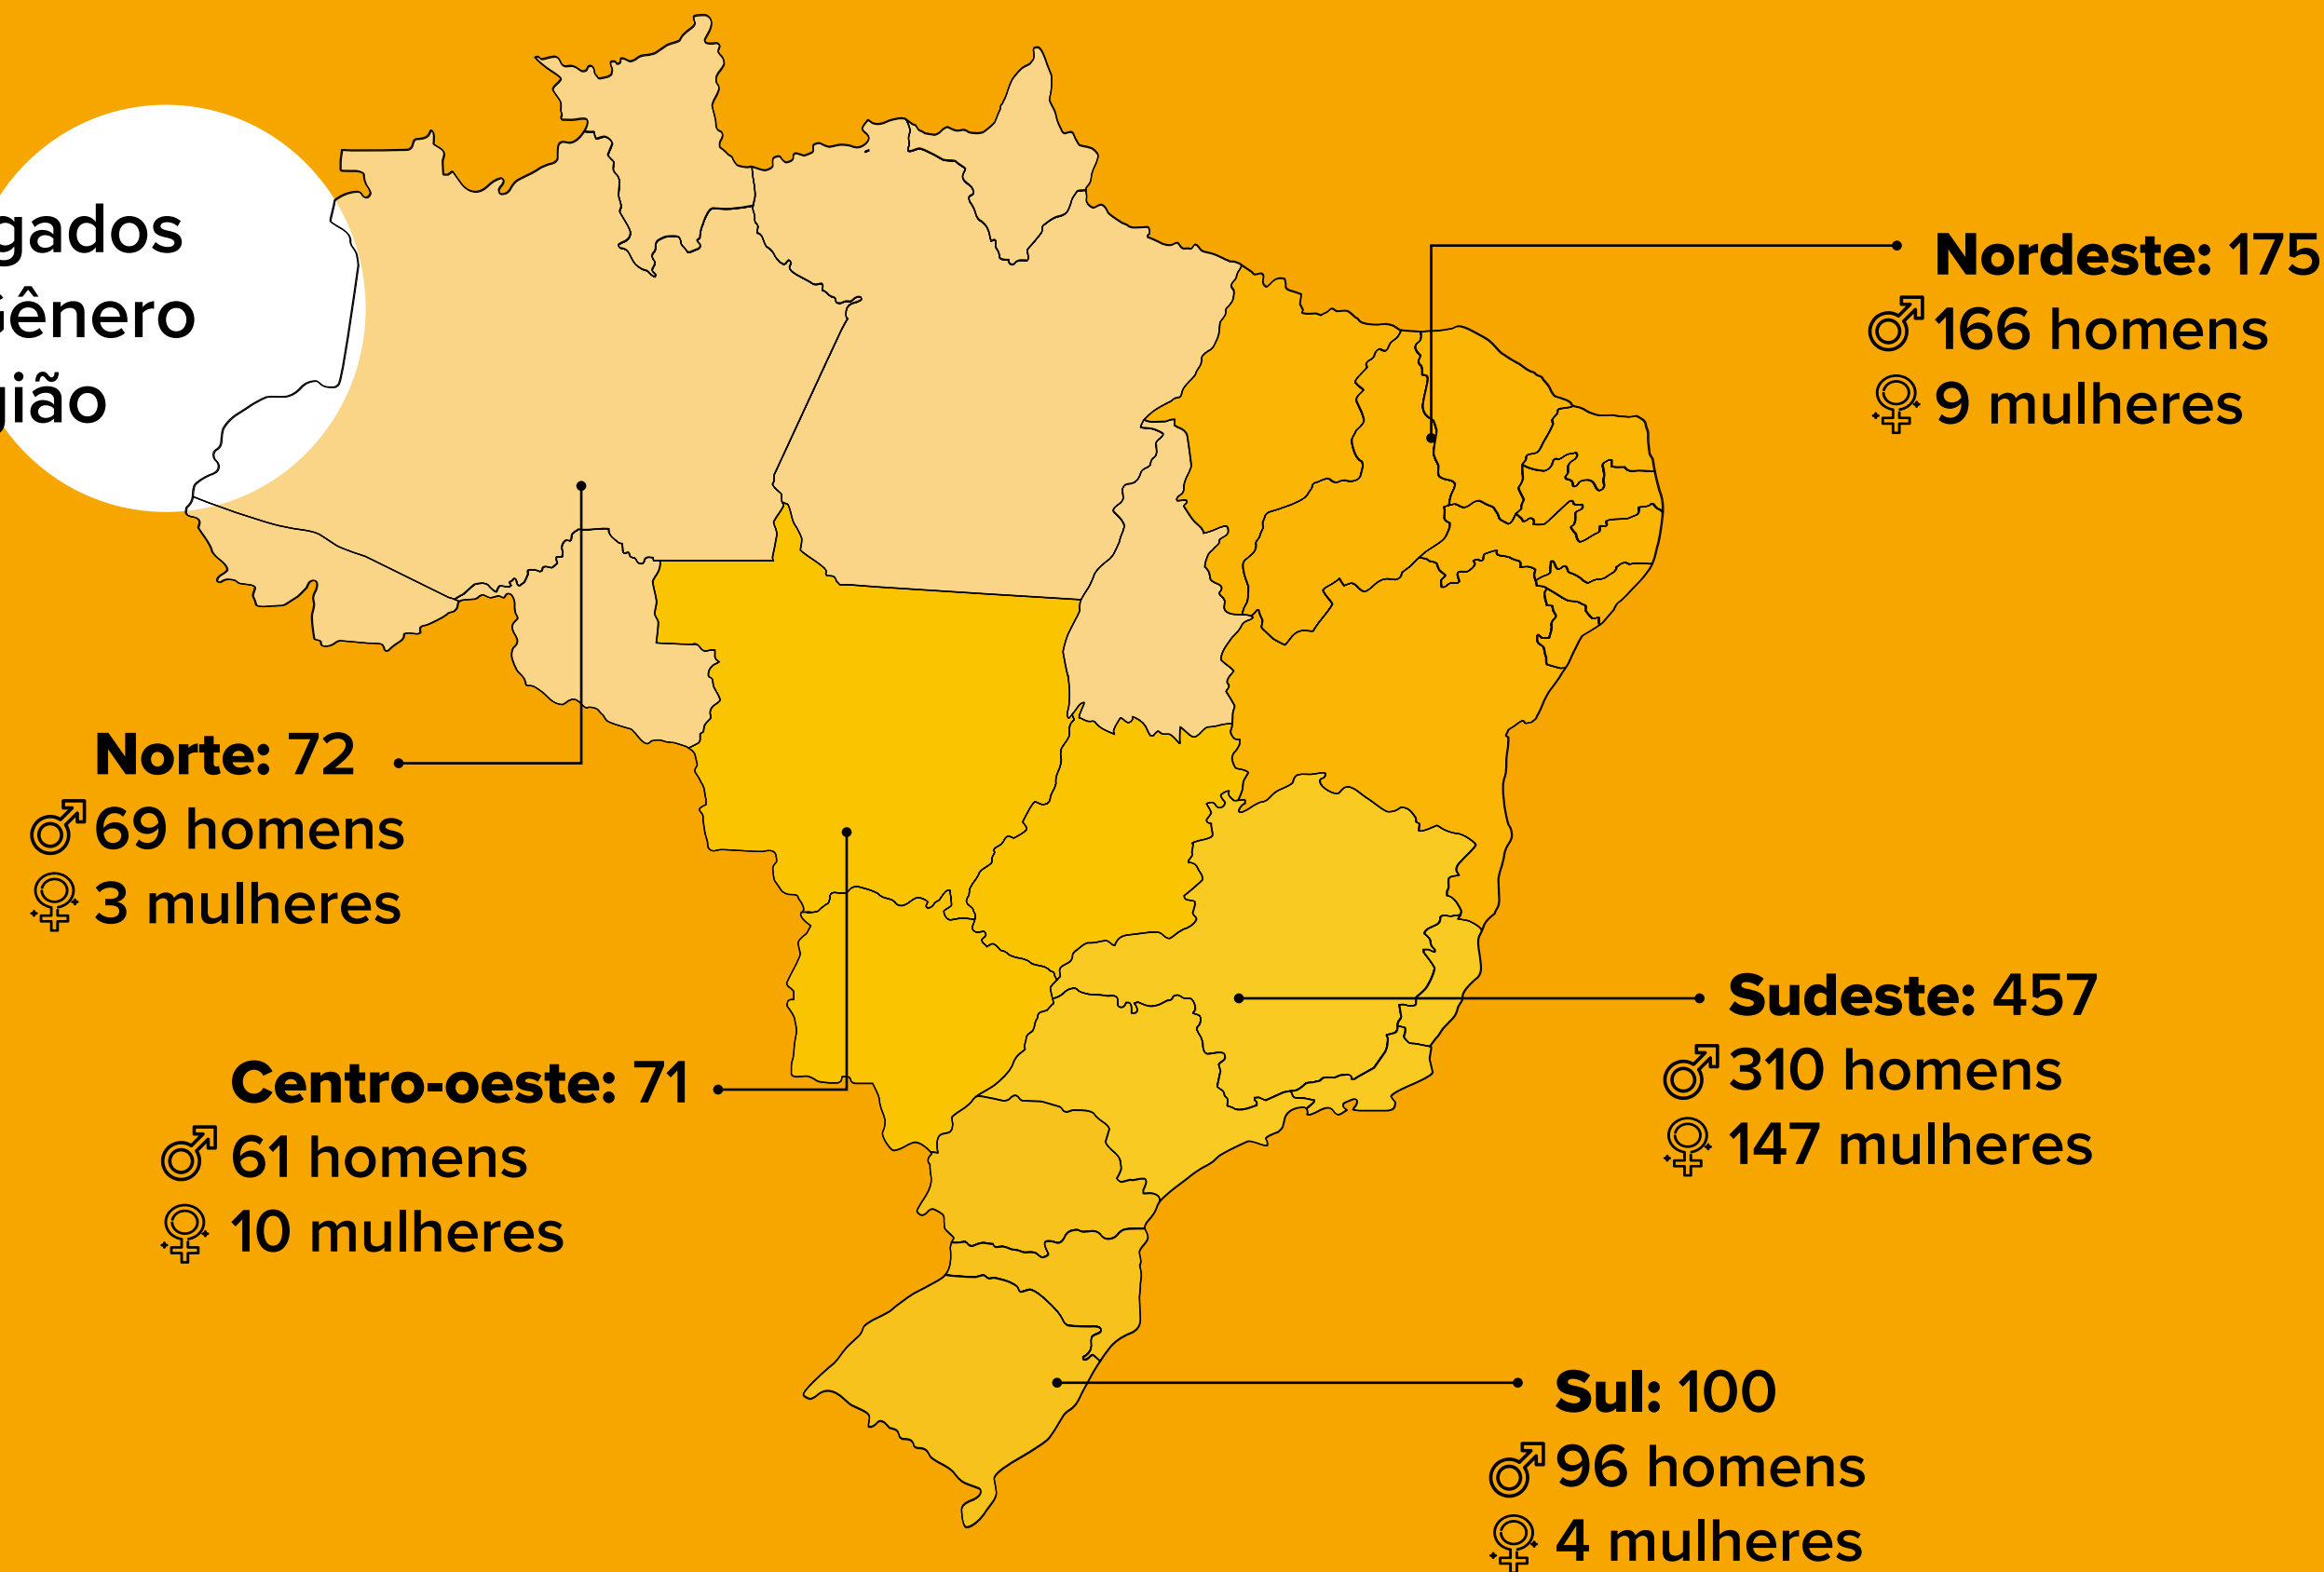 gados
Gênero
gião
Nordeste: 175
166 homens
9 mulheres
Norte: 72
69 homens
3 mulheres
Sudeste: 457
310 homens
147 mulheres
Centro-oeste: 71
61 homens
10 mulheres
Sul: 100
96 homens
4 mulheres